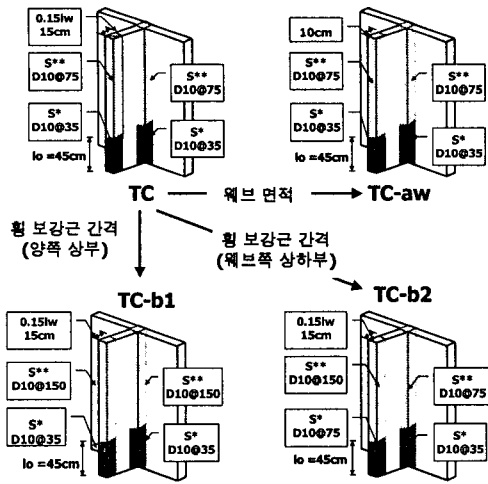 0.15lw
15cm
S**
D10@75
S*
D10@35
lo =45cm
S**
D10@75
S*
D10@35
TC
10cm
S**
D10@75
S*
D10@35
lo =45cm
S**
D10@75
S*
D10@35
TC-aw
웨브 면적
횡 보강근 간격
(양쪽 상부)
횡 보강근 간격
(웨브쪽 상하부)
TC-b1
0.15lw
15cm
S**
D10@150
S*
D10@35
lo =45cm
S**
D10@150
S*
D10@35
TC-b2
0.15lw
15cm
S**
D10@150
S*
D10@75
lo =45cm
S**
D10@75
S*
D10@35